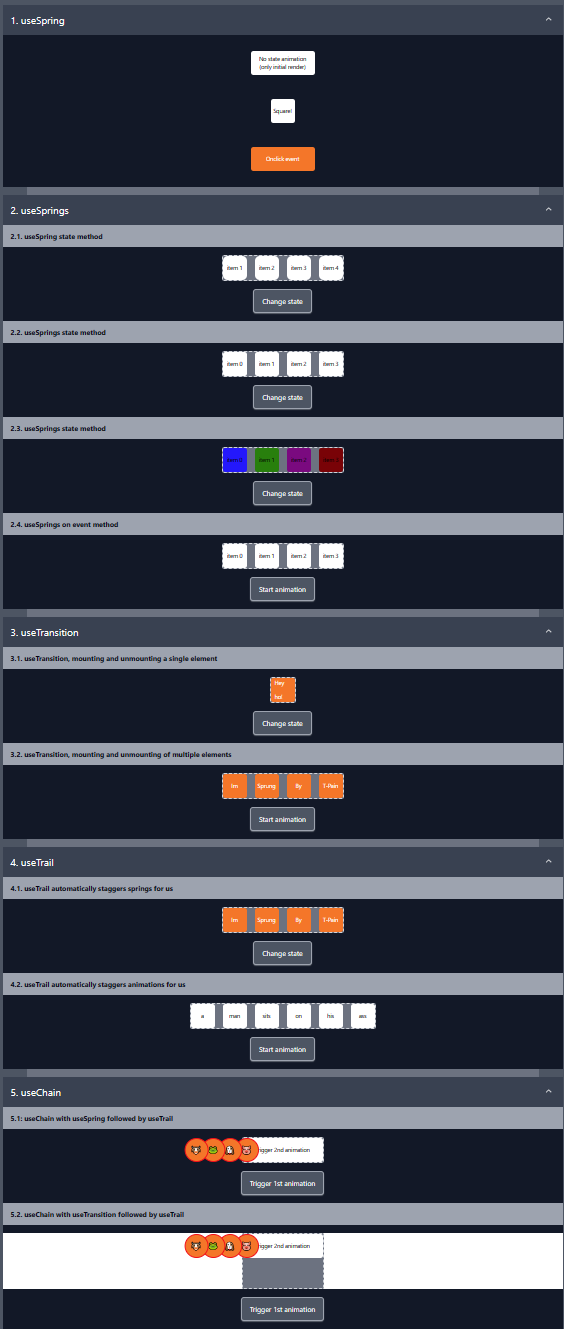 1. useSpring
No state animation
(only initial render)
Square!
Onclick event
2. useSprings
2.1. useSpring state method
item 1 item 2 item 3 item 4
Change state
2.2. useSprings state method
item 0 item 1 item 2 item 3
Change state
2.3. useSprings state method
item 0 item 1 item 2 item 3
Change state
2.4. useSprings on event method
item 0 item 1 item 2 item 3
Start animation
3. useTransition
3.1. useTransition, mounting and unmounting a single element
Hey
ho!
Change state
3.2. useTransition, mounting and unmounting of multiple elements
Im Sprung By T-Pain
Start animation
4. useTrail
4.1. useTrail automatically staggers springs for us
Im Sprung By T-Pain
Change state
4.2. useTrail automatically staggers animations for us
a man sits on his ass
Start animation
5. useChain
5.1: useChain with useSpring followed by useTrail
igger 2nd animation
Trigger 1st animation
5.2. useChain with useTransition followed by useTrail
igger 2nd animation
Trigger 1st animation